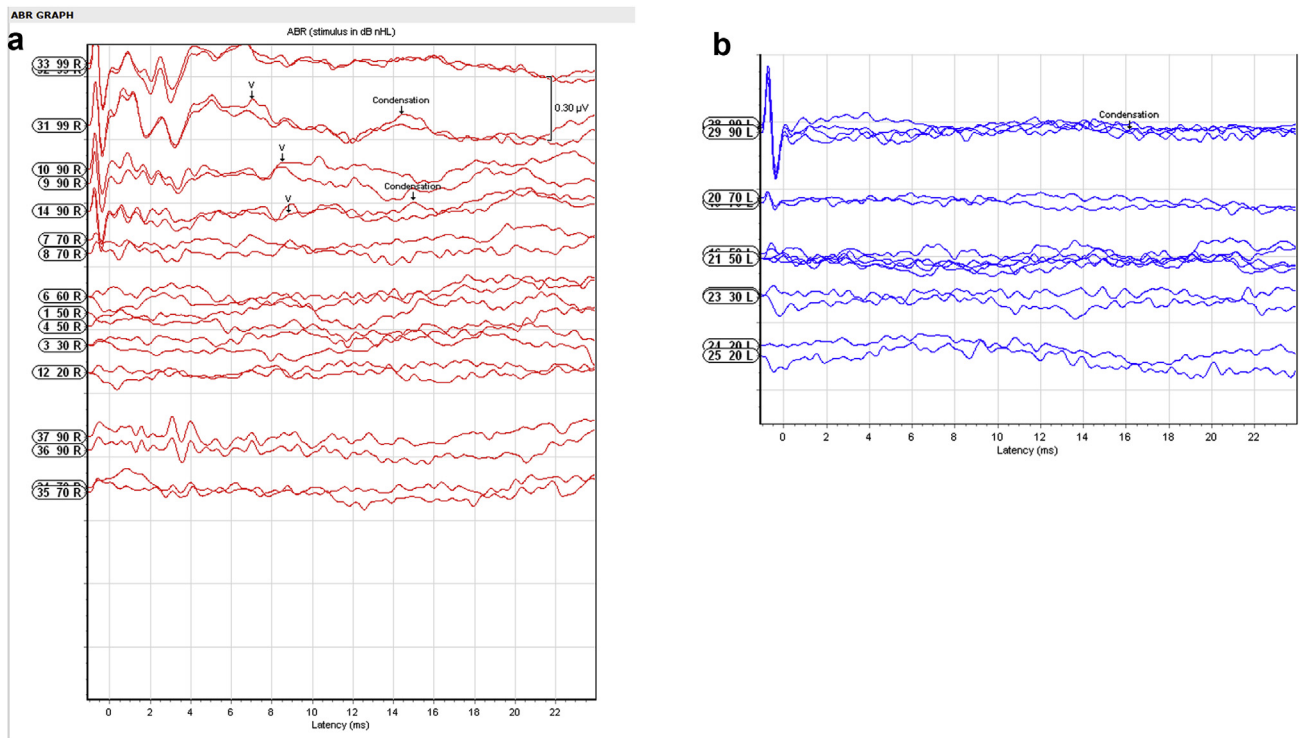 ABR GRAPH
a
ABR (stimulus in dB nHL)
33 99 R
V
Condensation
0.30 µV
31 99 R
10 90 R
V
9 90 R
Condensation
14 90 R
V
7 70 R
8 70 R
6 60 R
1 50 R
4 50 R
3 30 R
12 20 R
37 90 R
36 90 R
35 70 R
0 2 4 6 8 10 12 14 16 18 20 22
Latency (ms)
b
Condensation
29 90 L
20 70 L
21 50 L
23 30 L
24 20 L
25 20 L
0 2 4 6 8 10 12 14 16 18 20 22
Latency (ms)